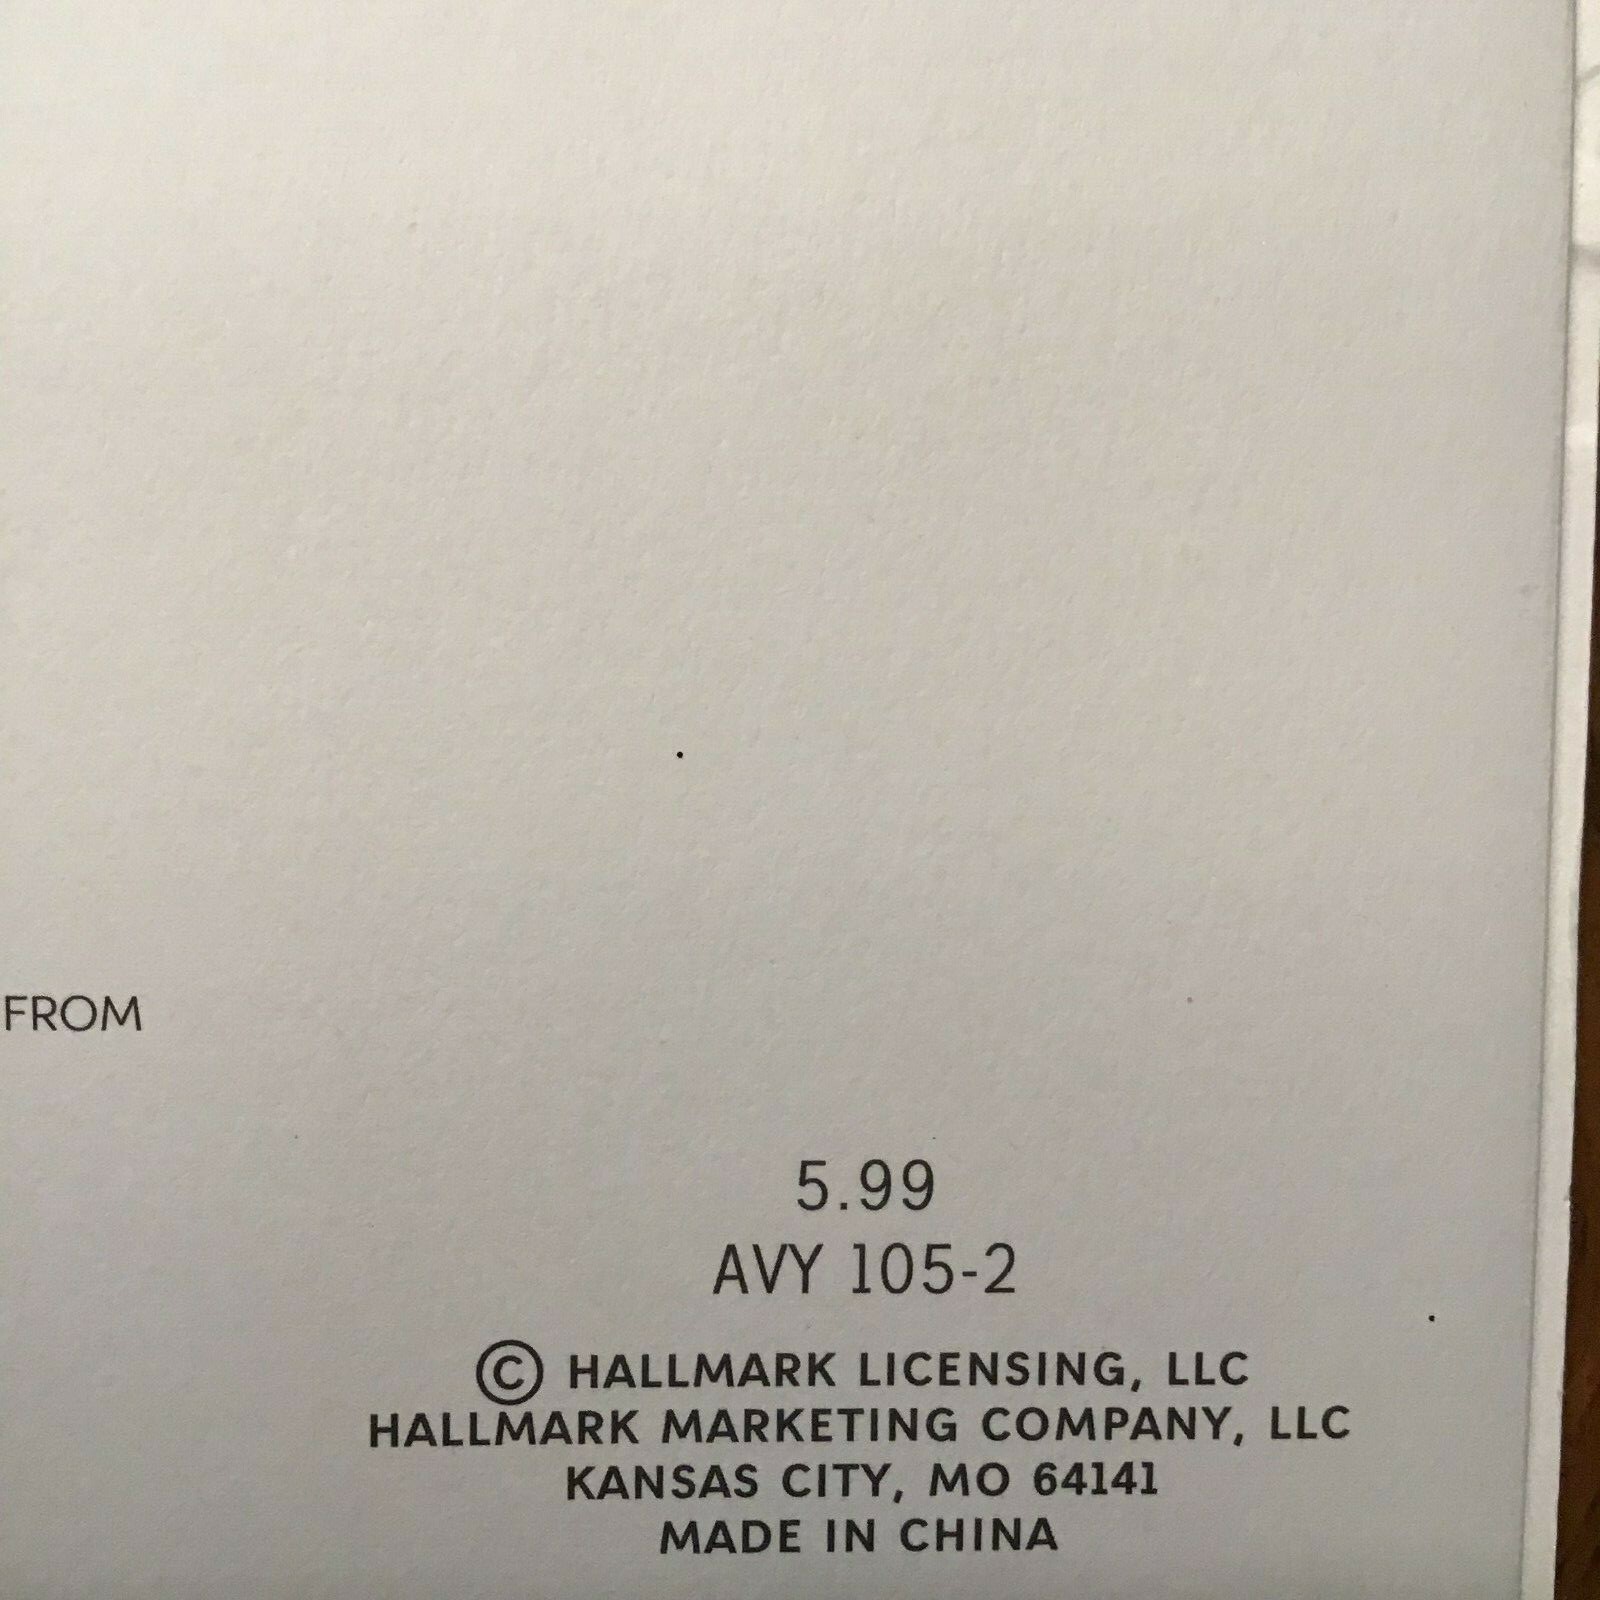 FROM
5.99
AVY 105-2
© HALLMARK LICENSING, LLC
HALLMARK MARKETING COMPANY, LLC
KANSAS CITY, MO 64141
MADE IN CHINA